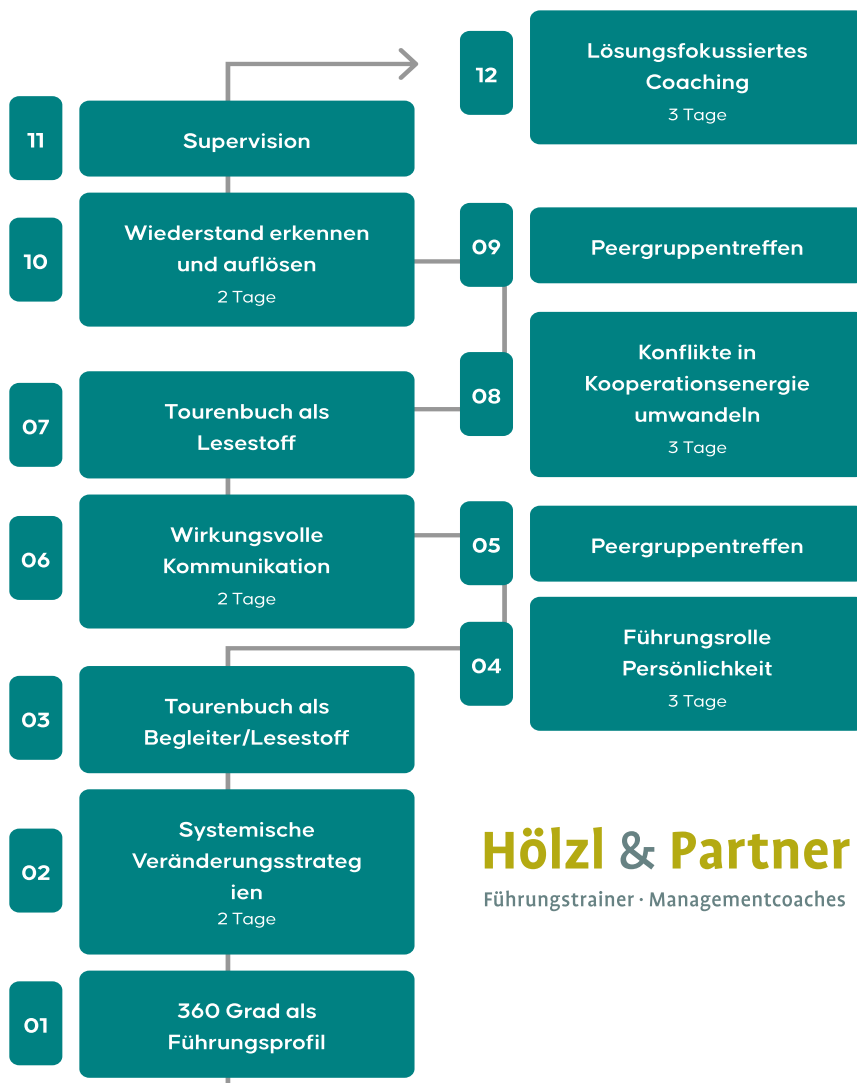 12
Lösungsfokussiertes
Coaching
3 Tage
11
Supervision
10
Wiederstand erkennen
und auflösen
2 Tage
09
Peergruppentreffen
08
Konflikte in
Kooperationsenergie
umwandeln
3 Tage
07
Tourenbuch als
Lesestoff
06
Wirkungsvolle
Kommunikation
2 Tage
05
Peergruppentreffen
04
Führungsrolle
Persönlichkeit
3 Tage
03
Tourenbuch als
Begleiter/Lesestoff
02
Systemische
Veränderungsstrateg
ien
2 Tage
Hölzl & Partner
Führungstrainer · Managementcoaches
01
360 Grad als
Führungsprofil